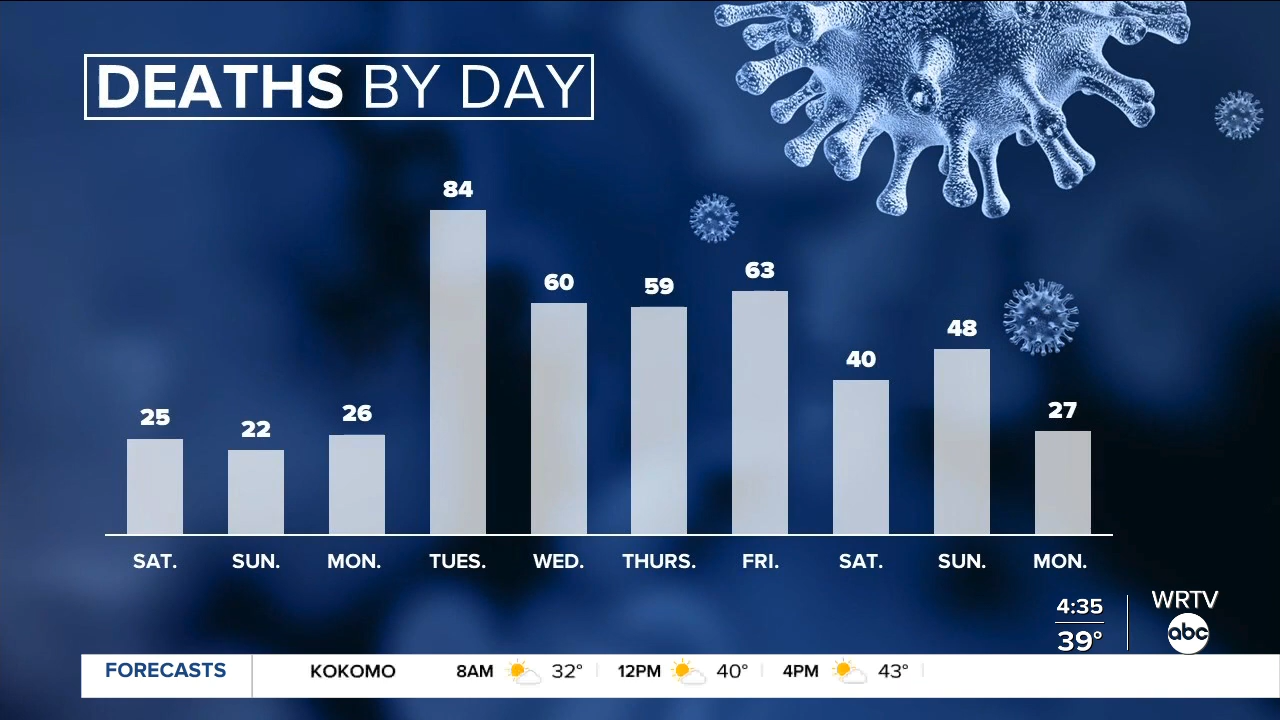 DEATHS BY DAY
84
60
59
63
48
40
25
22
26
27
SAT. SUN. MON. TUES. WED. THURS. FRI. SAT. SUN. MON.
4:35
39°
WRTV
abc
FORECASTS KOKOMO 8AM 32° 12PM 40° 4PM 43°